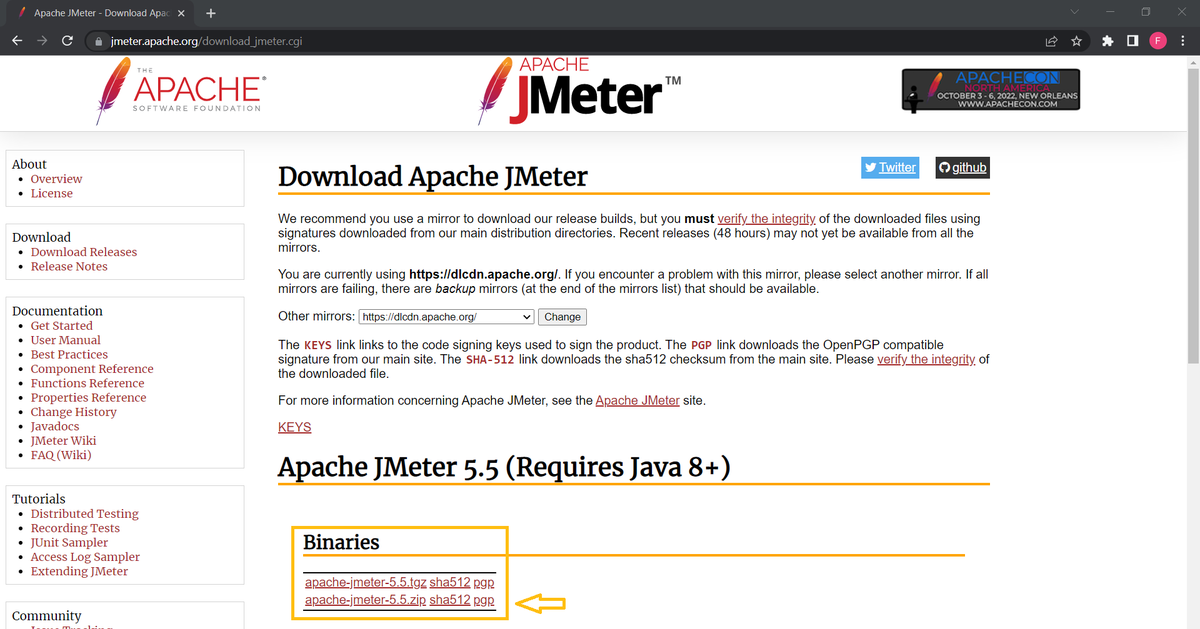 Apache JMeter - Download Apac
jmeter.apache.org/download_jmeter.cgi
F
THE
APACHE®
SOFTWARE FOUNDATION
APACHE
JMeter™
APACHECON
NORTH AMERICA
OCTOBER 3 - 6, 2022, NEW ORLEANS
WWW.APACHECON.COM
About
Overview
License
Download
Download Releases
Release Notes
Documentation
Get Started
User Manual
Best Practices
Component Reference
Functions Reference
Properties Reference
Change History
Javadocs
JMeter Wiki
FAQ (Wiki)
Tutorials
Distributed Testing
Recording Tests
JUnit Sampler
Access Log Sampler
Extending JMeter
Community
Download Apache JMeter
Twitter
github
We recommend you use a mirror to download our release builds, but you must verify the integrity of the downloaded files using
signatures downloaded from our main distribution directories. Recent releases (48 hours) may not yet be available from all the
mirrors.
You are currently using https://dlcdn.apache.org/. If you encounter a problem with this mirror, please select another mirror. If all
mirrors are failing, there are backup mirrors (at the end of the mirrors list) that should be available.
Other mirrors: https://dlcdn.apache.org/ Change
The KEYS link links to the code signing keys used to sign the product. The PGP link downloads the OpenPGP compatible
signature from our main site. The SHA-512 link downloads the sha512 checksum from the main site. Please verify the integrity of
the downloaded file.
For more information concerning Apache JMeter, see the Apache JMeter site.
KEYS
Apache JMeter 5.5 (Requires Java 8+)
Binaries
apache-jmeter-5.5.tgz sha512 pgp
apache-jmeter-5.5.zip sha512 pgp